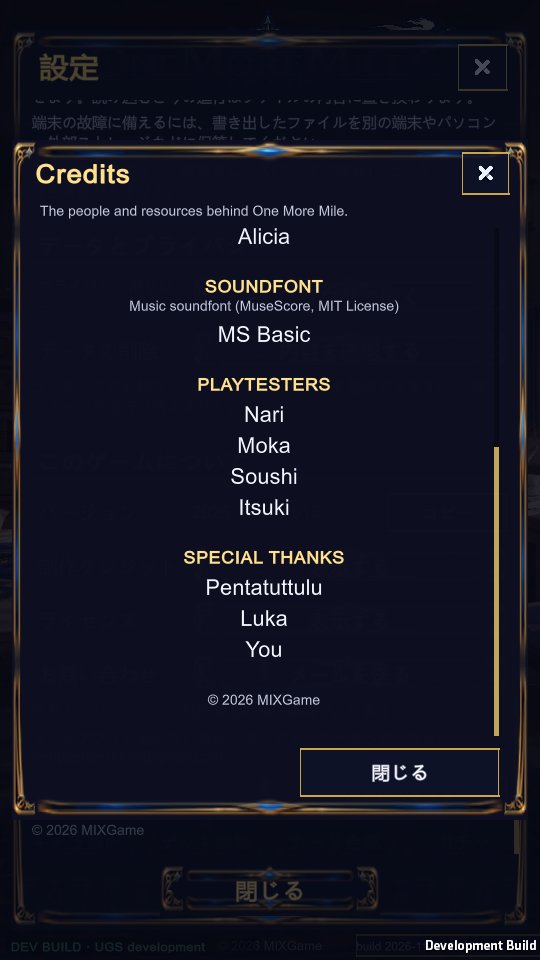 設定
端末の故障に備えるには、書き出したファイルを別の端末やパソコン
Credits
The people and resources behind One More Mile.
Alicia
SOUNDFONT
Music soundfont (MuseScore, MIT License)
MS Basic
PLAYTESTERS
Nari
Moka
Soushi
Itsuki
SPECIAL THANKS
Pentatuttulu
Luka
You
© 2026 MIXGame
閉じる
© 2026 MIXGame
閉じる
DEV BUILD · UGS development
© 2026 MIXGame
build 2026-1
Development Build